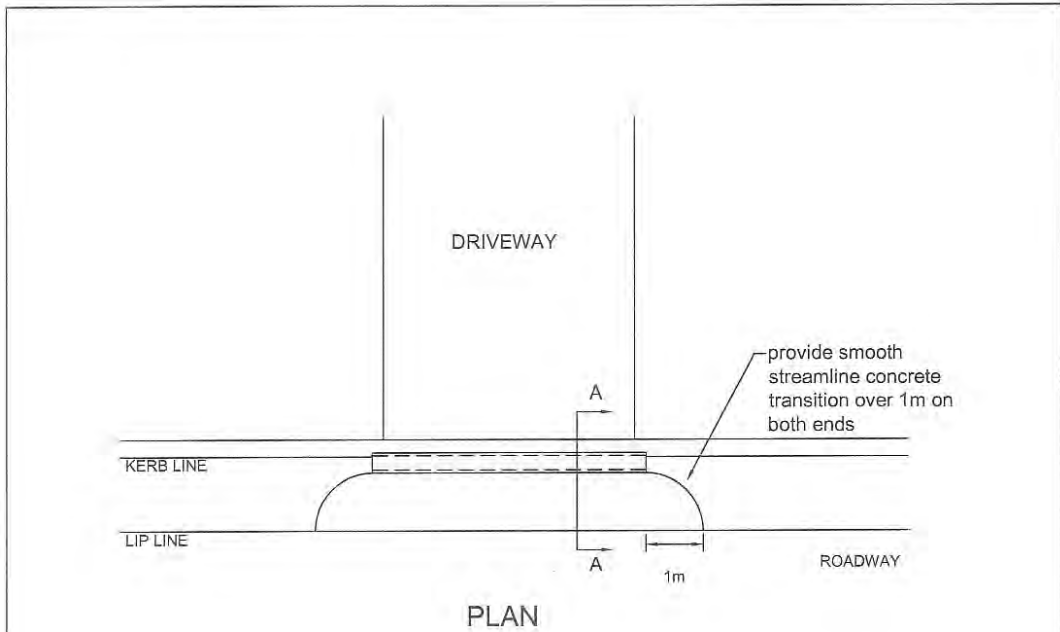 DRIVEWAY
provide smooth
streamline concrete
transition over 1m on
both ends
A
KERB LINE
LIP LINE
A
1m
ROADWAY
PLAN